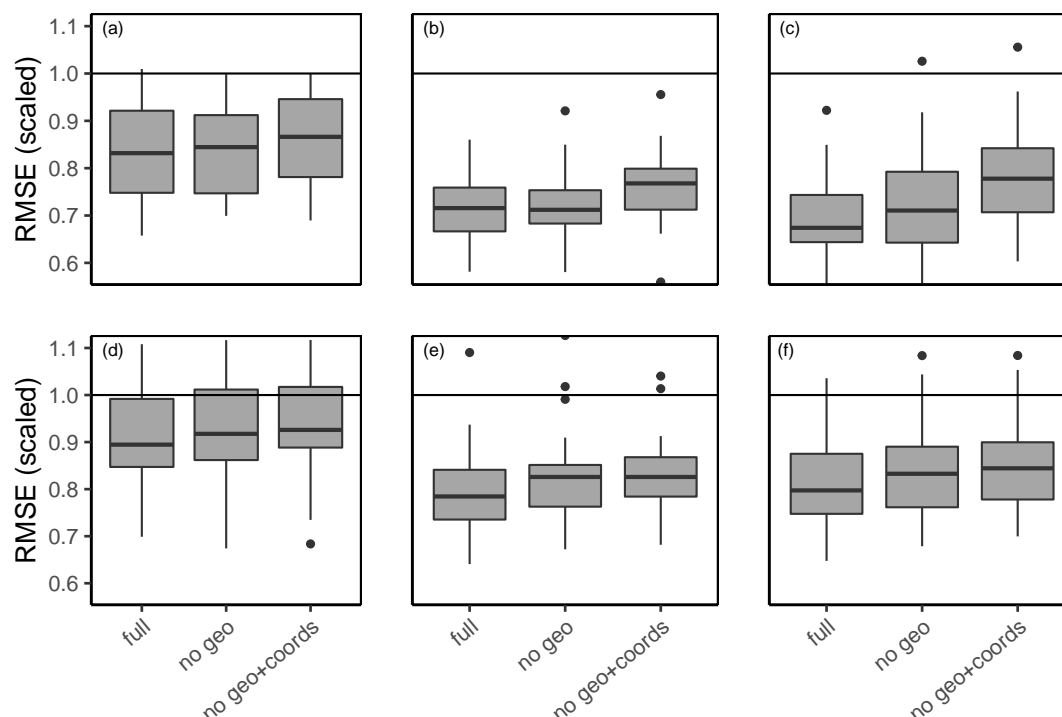 (a)
(b)
(c)
RMSE (scaled)
1.1
1.0
0.9
0.8
0.7
0.6
(d)
(e)
(f)
RMSE (scaled)
1.1
1.0
0.9
0.8
0.7
0.6
full
no geo
no geo+coords
full
no geo
no geo+coords
full
no geo
no geo+coords